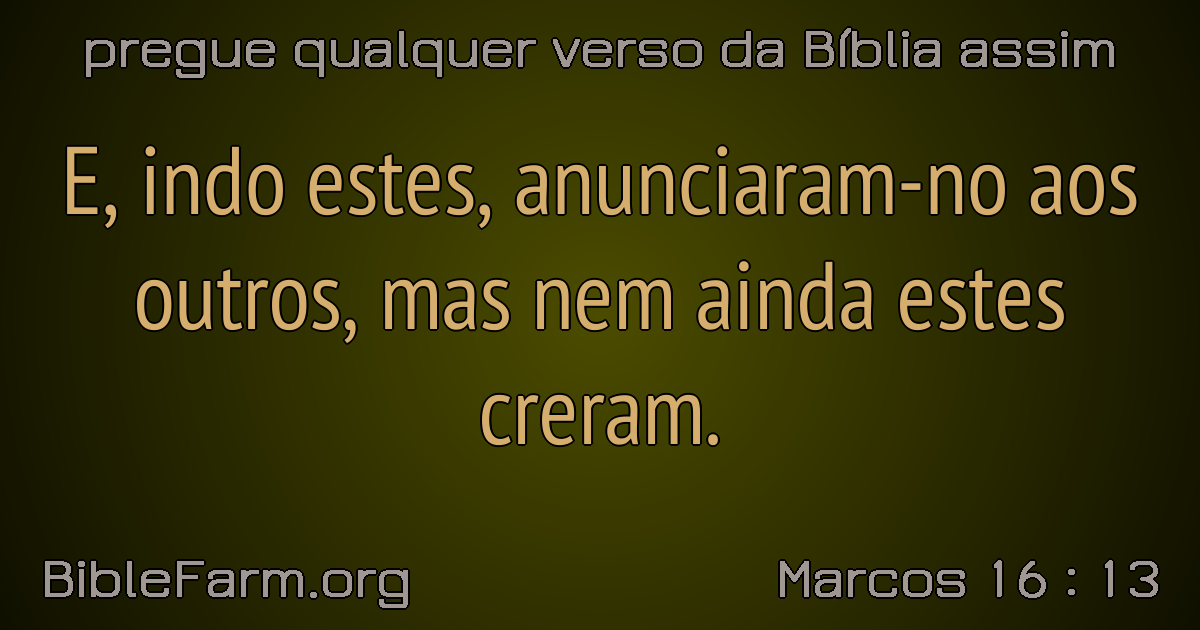 pregue qualquer verso da Bíblia assim
E, indo estes, anunciaram-no aos
outros, mas nem ainda estes
creram.
BibleFarm.org
Marcos 16 : 13